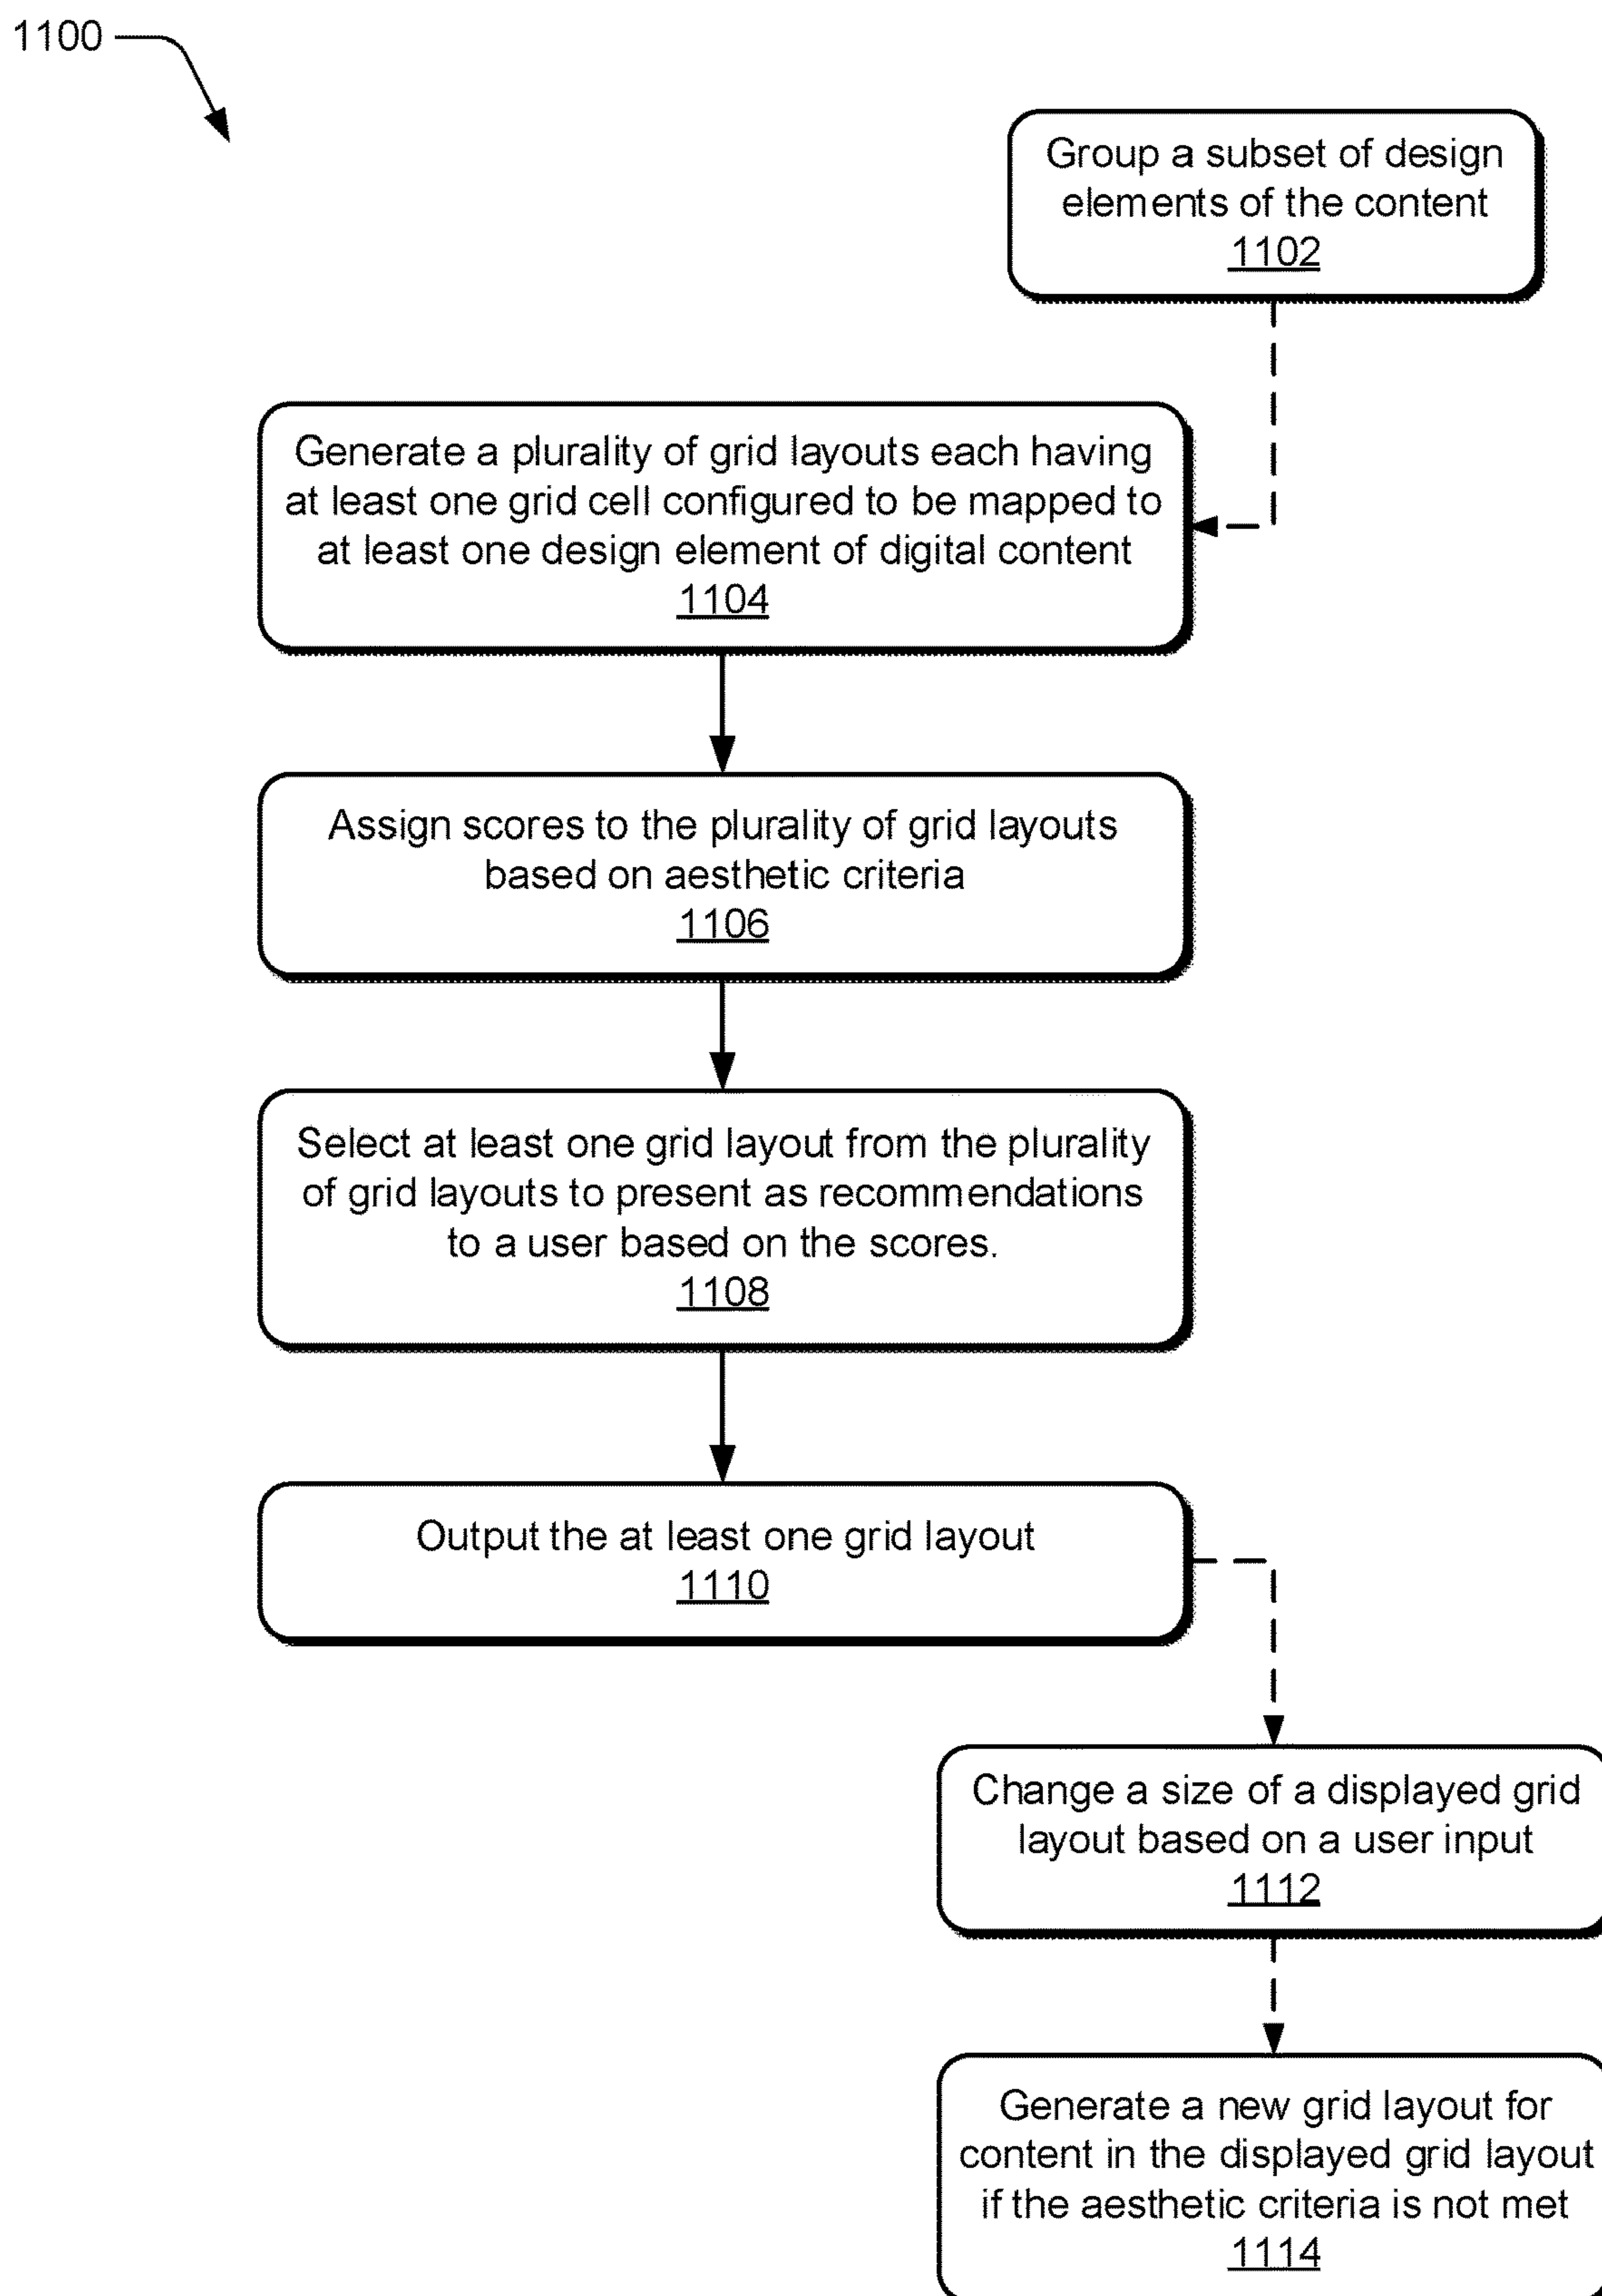 1100
Group a subset of design
elements of the content
1102
Generate a plurality of grid layouts each having
at least one grid cell configured to be mapped to
at least one design element of digital content
1104
Assign scores to the plurality of grid layouts
based on aesthetic criteria
1106
Select at least one grid layout from the plurality
of grid layouts to present as recommendations
to a user based on the scores.
1108
Output the at least one grid layout
1110
Change a size of a displayed grid
layout based on a user input
1112
Generate a new grid layout for
content in the displayed grid layout
if the aesthetic criteria is not met
1114